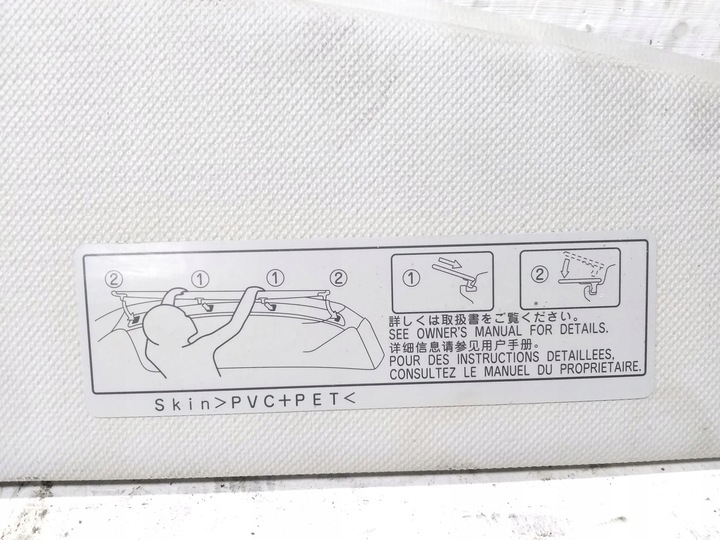 ② ① ① ②
①
②
詳しくは取扱書をご覧ください。
SEE OWNER'S MANUAL FOR DETAILS.
详细信息请参见用户手册.
POUR DES INSTRUCTIONS DETAILLEES,
CONSULTEZ LE MANUEL DU PROPRIETAIRE.
Skin>PVC+PET<